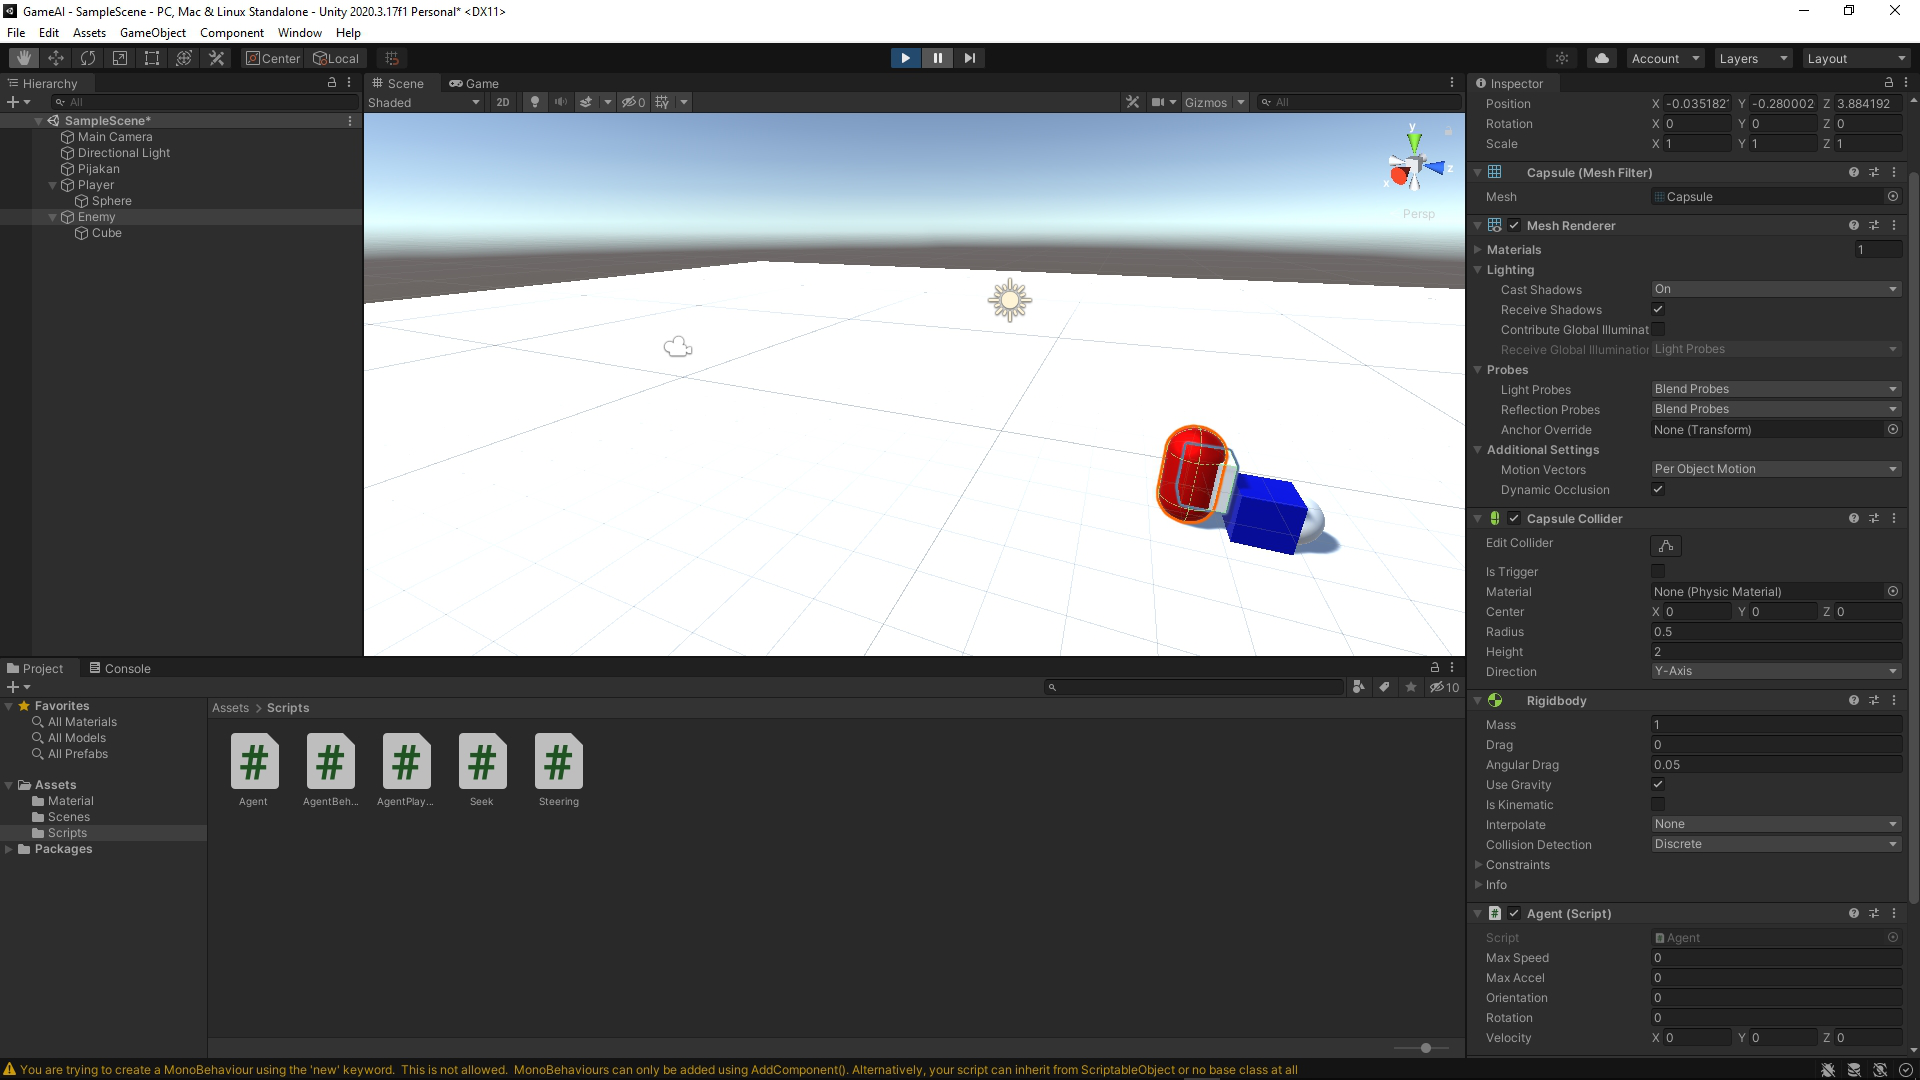 GameAI - SampleScene - PC, Mac & Linux Standalone - Unity 2020.3.17f1 Personal* <DX11>
File Edit Assets GameObject Component Window Help
Center Local
Account Layers Layout
Hierarchy
All
SampleScene*
Main Camera
Directional Light
Pijakan
Player
Sphere
Enemy
Cube
Scene Game
Shaded 2D 0 Gizmos All
y
x
z
Persp
Inspector
Position X -0.035182 Y -0.280002 Z 3.884192
Rotation X 0 Y 0 Z 0
Scale X 1 Y 1 Z 1
Capsule (Mesh Filter)
Mesh Capsule
Mesh Renderer
Materials 1
Lighting
Cast Shadows On
Receive Shadows
Contribute Global Illuminat
Receive Global Illumination Light Probes
Probes
Light Probes Blend Probes
Reflection Probes Blend Probes
Anchor Override None (Transform)
Additional Settings
Motion Vectors Per Object Motion
Dynamic Occlusion
Capsule Collider
Edit Collider
Is Trigger
Material None (Physic Material)
Center X 0 Y 0 Z 0
Radius 0.5
Height 2
Direction Y-Axis
Rigidbody
Mass 1
Drag 0
Angular Drag 0.05
Use Gravity
Is Kinematic
Interpolate None
Collision Detection Discrete
Constraints
Info
Agent (Script)
Script Agent
Max Speed 0
Max Accel 0
Orientation 0
Rotation 0
Velocity X 0 Y 0 Z 0
Project Console
10
Favorites
All Materials
All Models
All Prefabs
Assets
Material
Scenes
Scripts
Packages
Assets > Scripts
# # # # #
Agent AgentBeh... AgentPlay... Seek Steering
You are trying to create a MonoBehaviour using the 'new' keyword.  This is not allowed.  MonoBehaviours can only be added using AddComponent(). Alternatively, your script can inherit from ScriptableObject or no base class at all